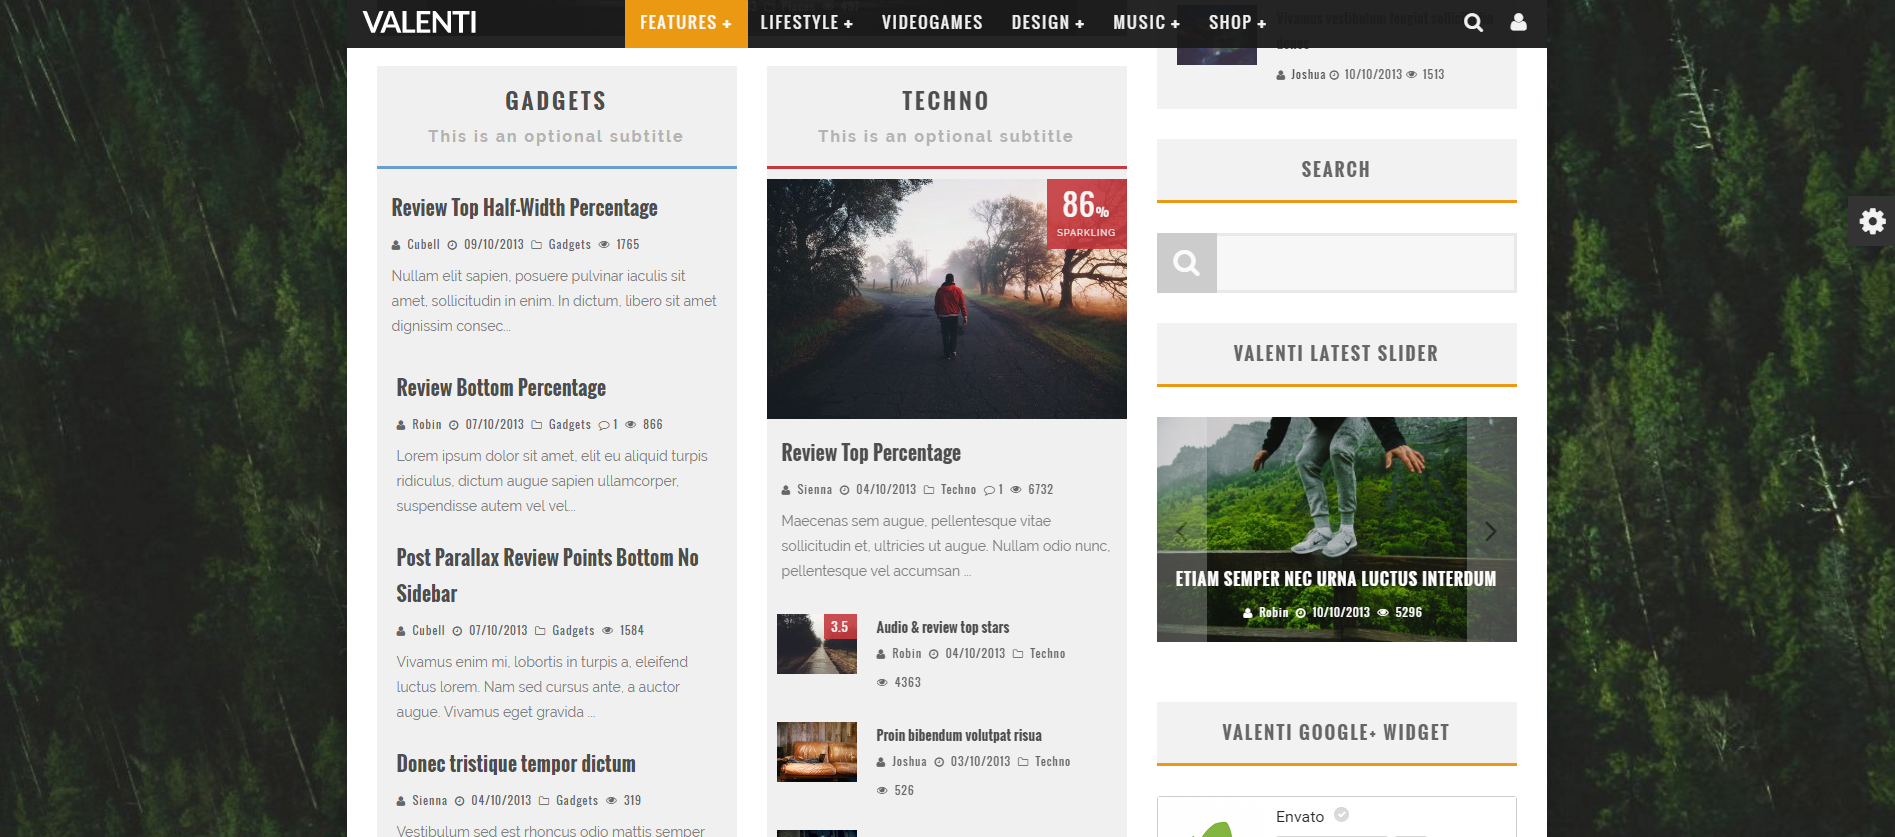 VALENTI
FEATURES + LIFESTYLE + VIDEOGAMES DESIGN + MUSIC + SHOP +
GADGETS
This is an optional subtitle
Review Top Half-Width Percentage
Cubell 09/10/2013 Gadgets 1765
Nullam elit sapien, posuere pulvinar iaculis sit
amet, sollicitudin in enim. In dictum, libero sit amet
dignissim consec...
Review Bottom Percentage
Robin 07/10/2013 Gadgets 1 866
Lorem ipsum dolor sit amet, elit eu aliquid turpis
ridiculus, dictum augue sapien ullamcorper,
suspendisse autem vel vel...
Post Parallax Review Points Bottom No
Sidebar
Cubell 07/10/2013 Gadgets 1584
Vivamus enim mi, lobortis in turpis a, eleifend
luctus lorem. Nam sed cursus ante, a auctor
augue. Vivamus eget gravida ...
Donec tristique tempor dictum
Sienna 04/10/2013 Gadgets 319
Vestibulum sed est rhoncus odio mattis semper
TECHNO
This is an optional subtitle
86%
SPARKLING
Review Top Percentage
Sienna 04/10/2013 Techno 1 6732
Maecenas sem augue, pellentesque vitae
sollicitudin et, ultricies ut augue. Nullam odio nunc,
pellentesque vel accumsan ...
3.5
Audio & review top stars
Robin 04/10/2013 Techno
4363
Proin bibendum volutpat risua
Joshua 03/10/2013 Techno
526
Vivamus vestibulum feugiat
Joshua 10/10/2013 1513
SEARCH
VALENTI LATEST SLIDER
ETIAM SEMPER NEC URNA LUCTUS INTERDUM
Robin 10/10/2013 5296
VALENTI GOOGLE+ WIDGET
Envato